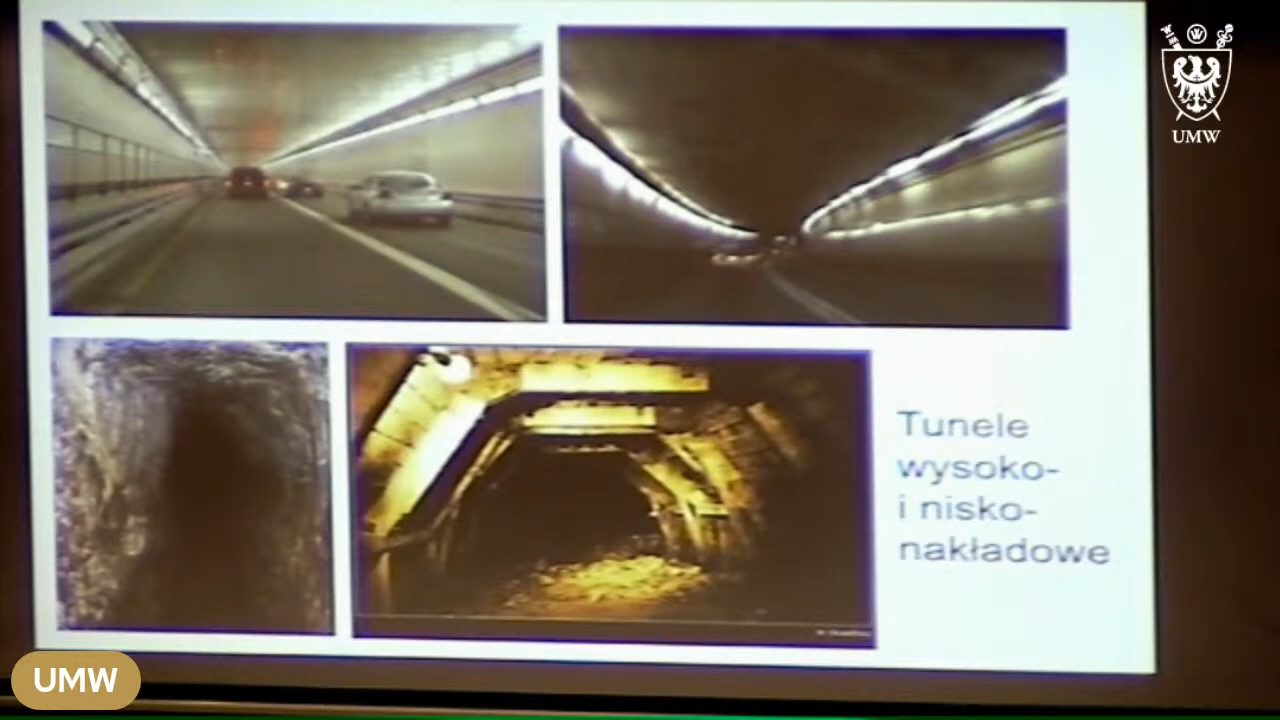 UMW
Tunele
wysoko-
i nisko-
nakładowe
UMW